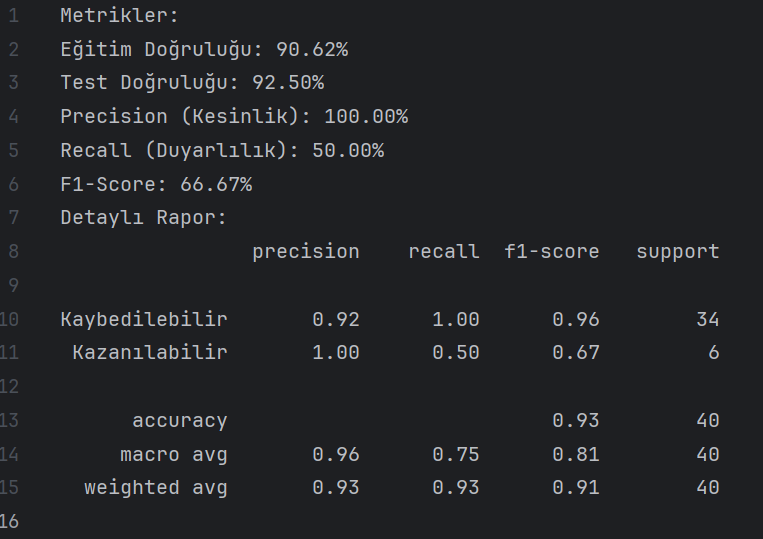 1 Metrikler:
2 Eğitim Doğruluğu: 90.62%
3 Test Doğruluğu: 92.50%
4 Precision (Kesinlik): 100.00%
5 Recall (Duyarlılık): 50.00%
6 F1-Score: 66.67%
7 Detaylı Rapor:
8 precision recall f1-score support
9
10 Kaybedilebilir 0.92 1.00 0.96 34
11 Kazanılabilir 1.00 0.50 0.67 6
12
13 accuracy 0.93 40
14 macro avg 0.96 0.75 0.81 40
15 weighted avg 0.93 0.93 0.91 40
16